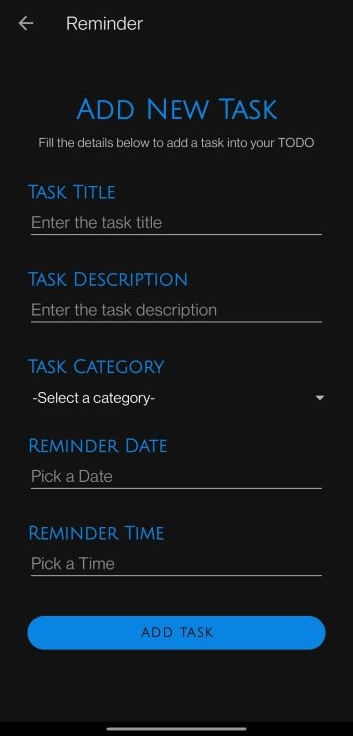 Reminder
Add New Task
Fill the details below to add a task into your TODO
Task Title
Enter the task title
Task Description
Enter the task description
Task Category
-Select a category-
Reminder Date
Pick a Date
Reminder Time
Pick a Time
ADD TASK